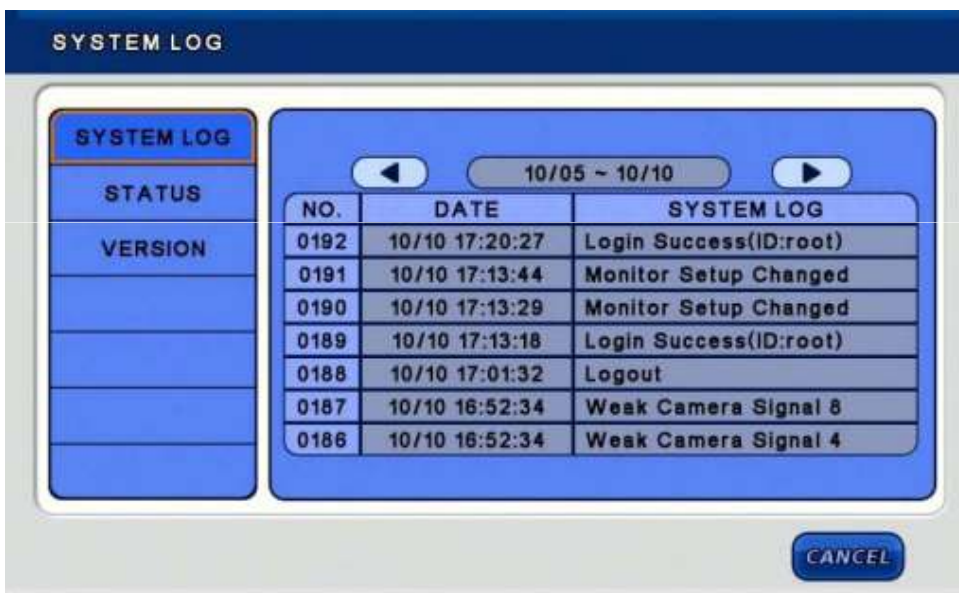 SYSTEM LOG
SYSTEM LOG
STATUS
VERSION
10/05 ~ 10/10
NO. DATE SYSTEM LOG
0192 10/10 17:20:27 Login Success(ID:root)
0191 10/10 17:13:44 Monitor Setup Changed
0190 10/10 17:13:29 Monitor Setup Changed
0189 10/10 17:13:18 Login Success(ID:root)
0188 10/10 17:01:32 Logout
0187 10/10 16:52:34 Weak Camera Signal 8
0186 10/10 16:52:34 Weak Camera Signal 4
CANCEL